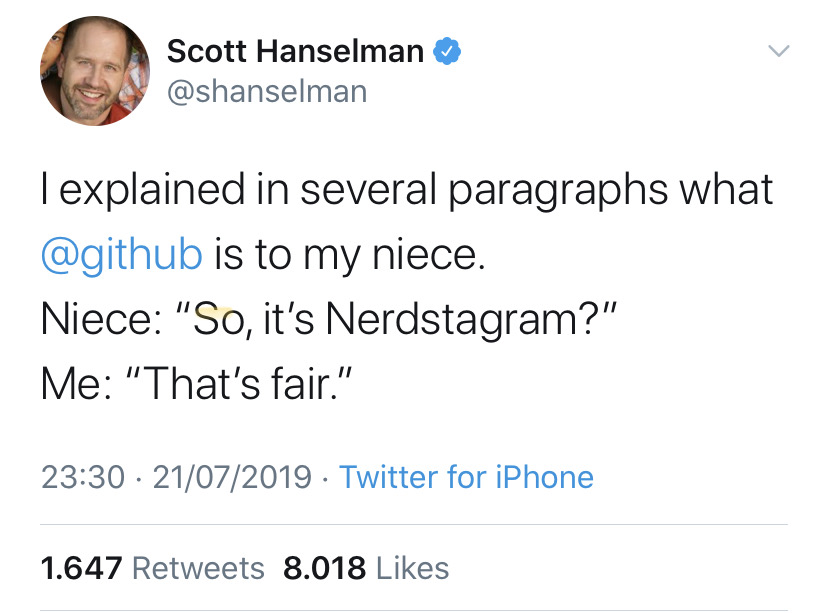 Scott Hanselman
@shanselman
I explained in several paragraphs what
@github is to my niece.
Niece: “So, it’s Nerdstagram?”
Me: “That’s fair.”
23:30 · 21/07/2019 · Twitter for iPhone
1.647 Retweets 8.018 Likes